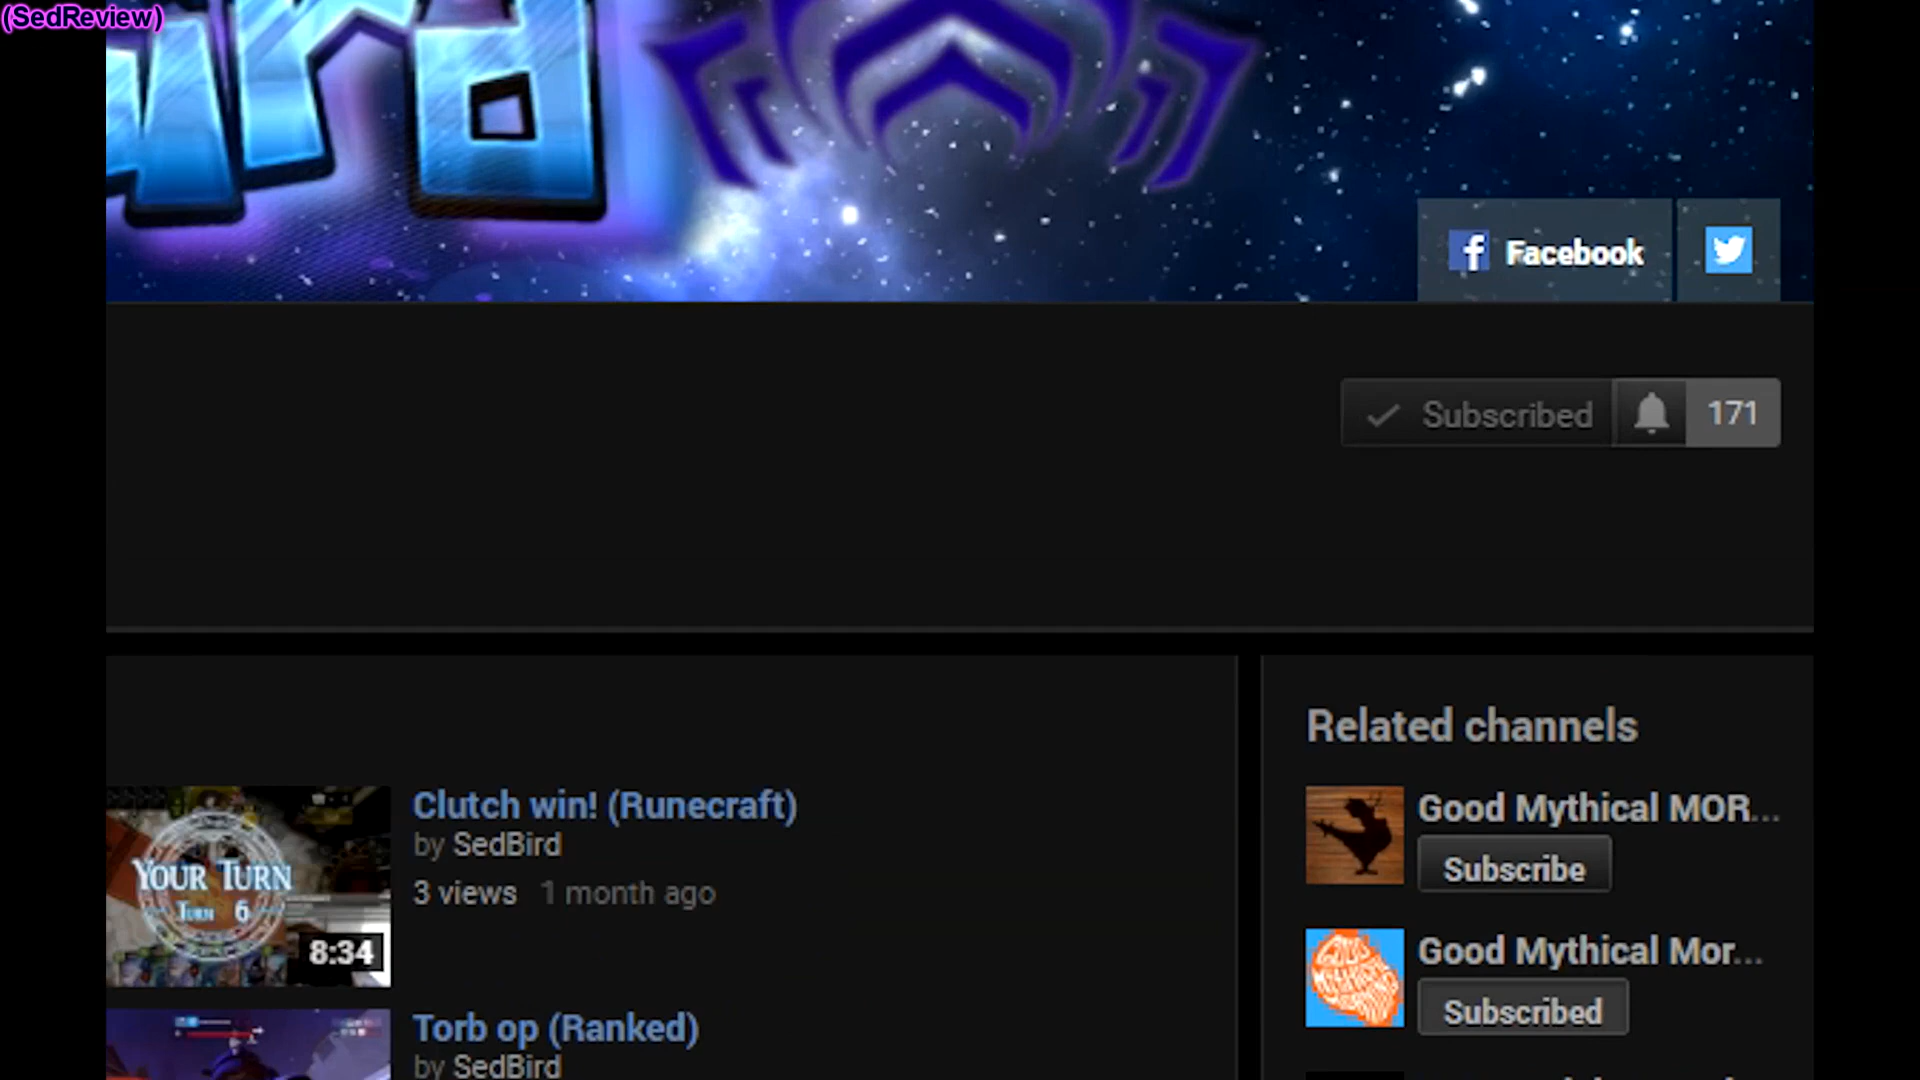 (SedReview)
Facebook
Subscribed 171
Related channels
Clutch win! (Runecraft)
by SedBird
3 views 1 month ago
YOUR TURN
TURN 6
8:34
Good Mythical MOR...
Subscribe
Good Mythical Mor...
Subscribed
Torb op (Ranked)
by SedBird